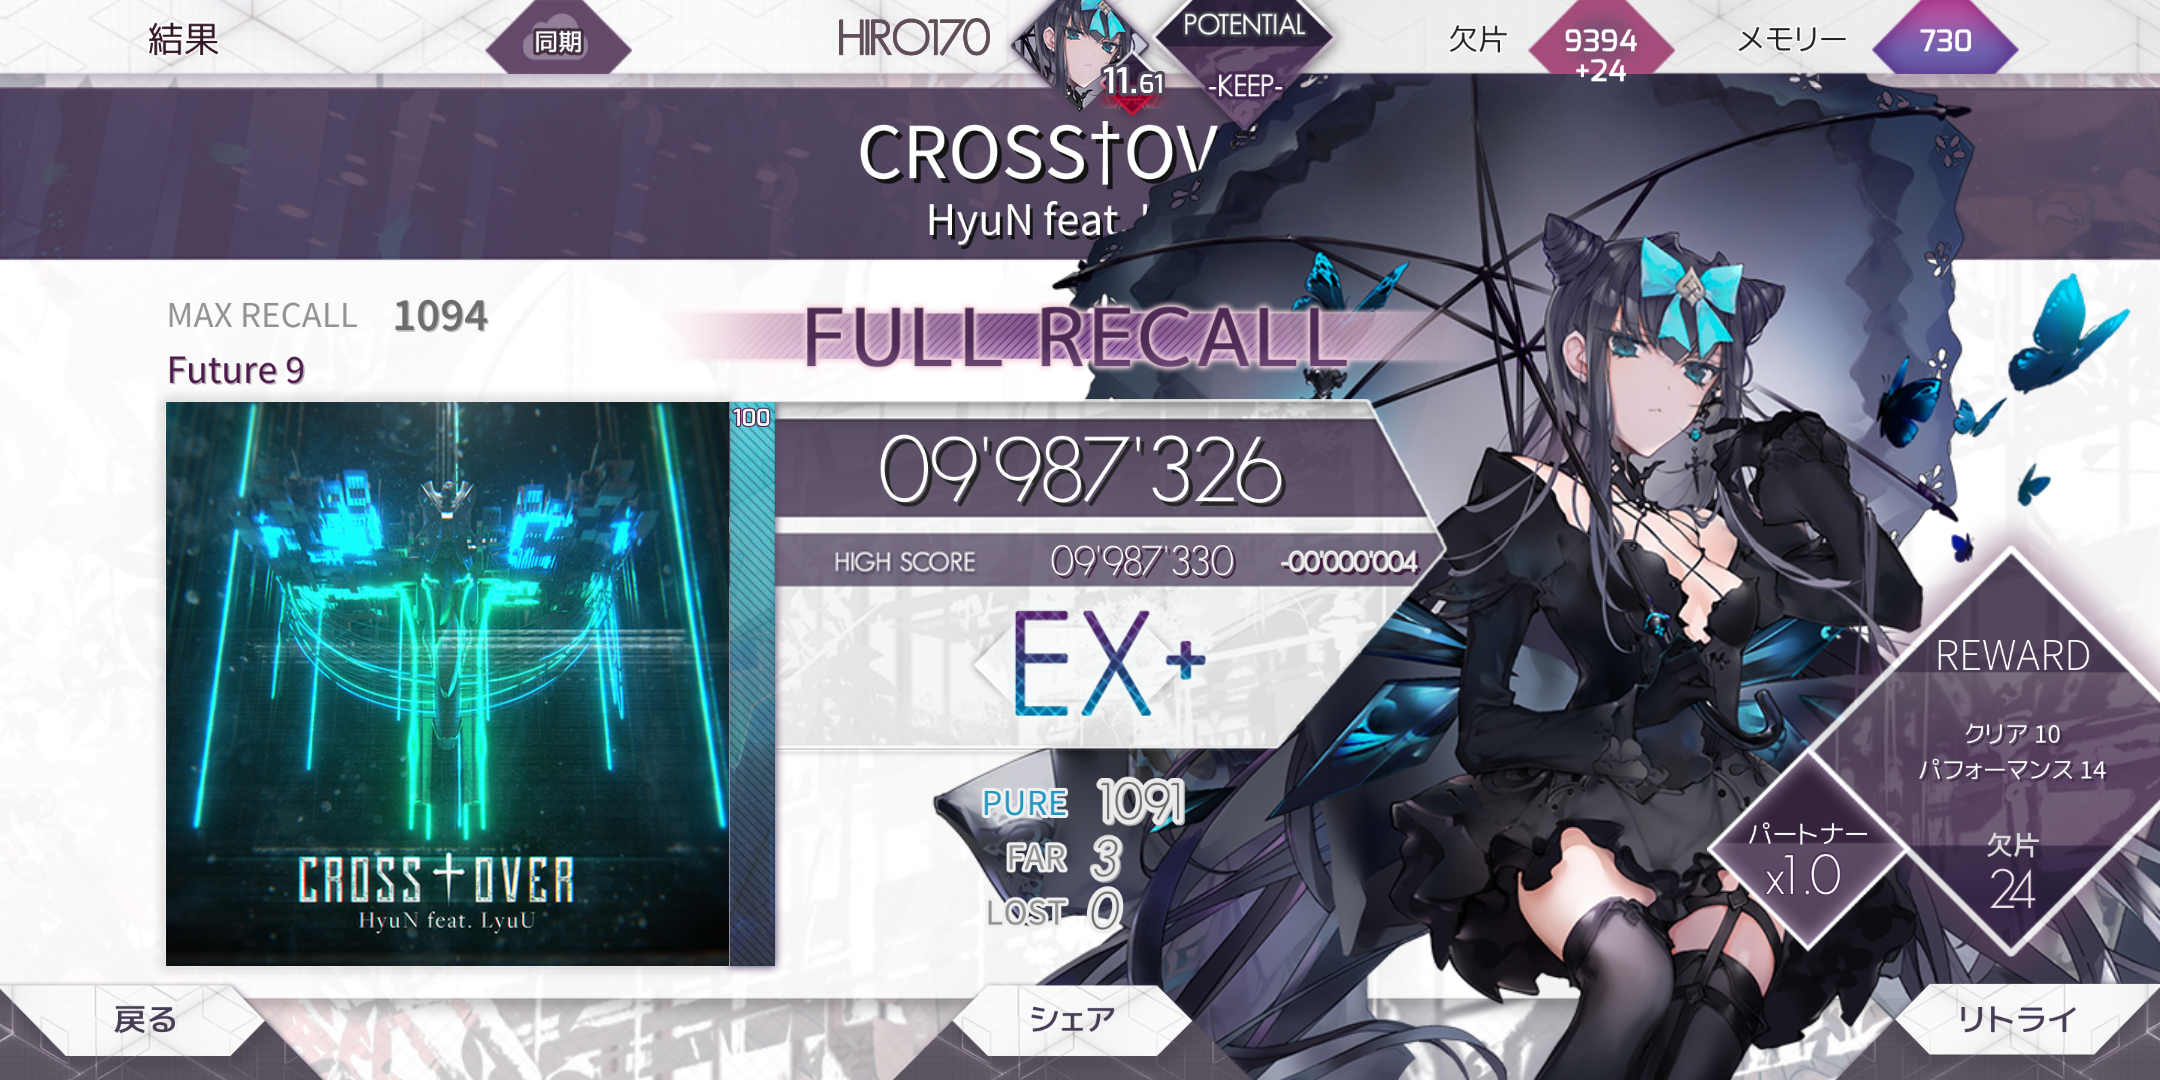 結果
同期
HIRO170
11.61
POTENTIAL
-KEEP-
欠片
9394
+24
メモリー
730
CROSS†OV
HyuN feat.
MAX RECALL 1094
Future 9
FULL RECALL
100
09'987'326
HIGH SCORE 09'987'330 -00'000'004
EX+
CROSS†OVER
HyuN feat. LyuU
PURE 1091
FAR 3
LOST 0
REWARD
クリア 10
パフォーマンス 14
欠片
24
パートナー
x1.0
戻る
シェア
リトライ